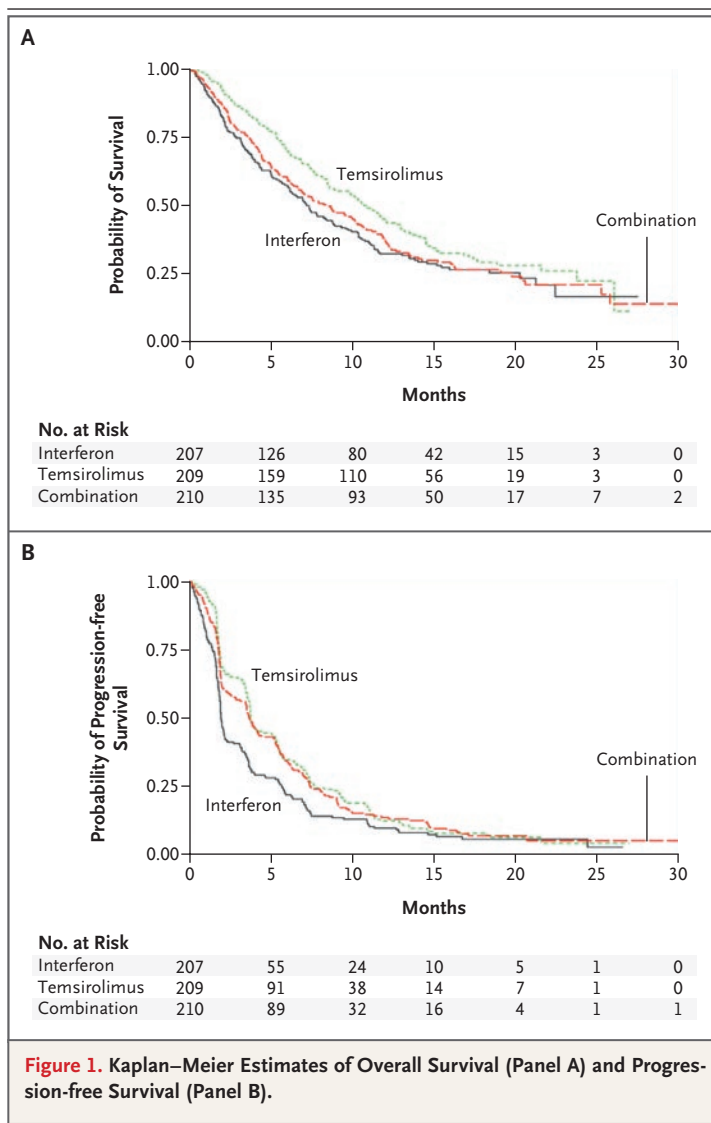 A
1.00
0.75
0.50
0.25
0.00
Probability of Survival
Temsirolimus
Interferon
Combination
0 5 10 15 20 25 30
Months
No. at Risk
Interferon 207 126 80 42 15 3 0
Temsirolimus 209 159 110 56 19 3 0
Combination 210 135 93 50 17 7 2
B
1.00
0.75
0.50
0.25
0.00
Probability of Progression-free
Survival
Temsirolimus
Interferon
Combination
0 5 10 15 20 25 30
Months
No. at Risk
Interferon 207 55 24 10 5 1 0
Temsirolimus 209 91 38 14 7 1 0
Combination 210 89 32 16 4 1 1
Figure 1. Kaplan–Meier Estimates of Overall Survival (Panel A) and Progres-
sion-free Survival (Panel B).